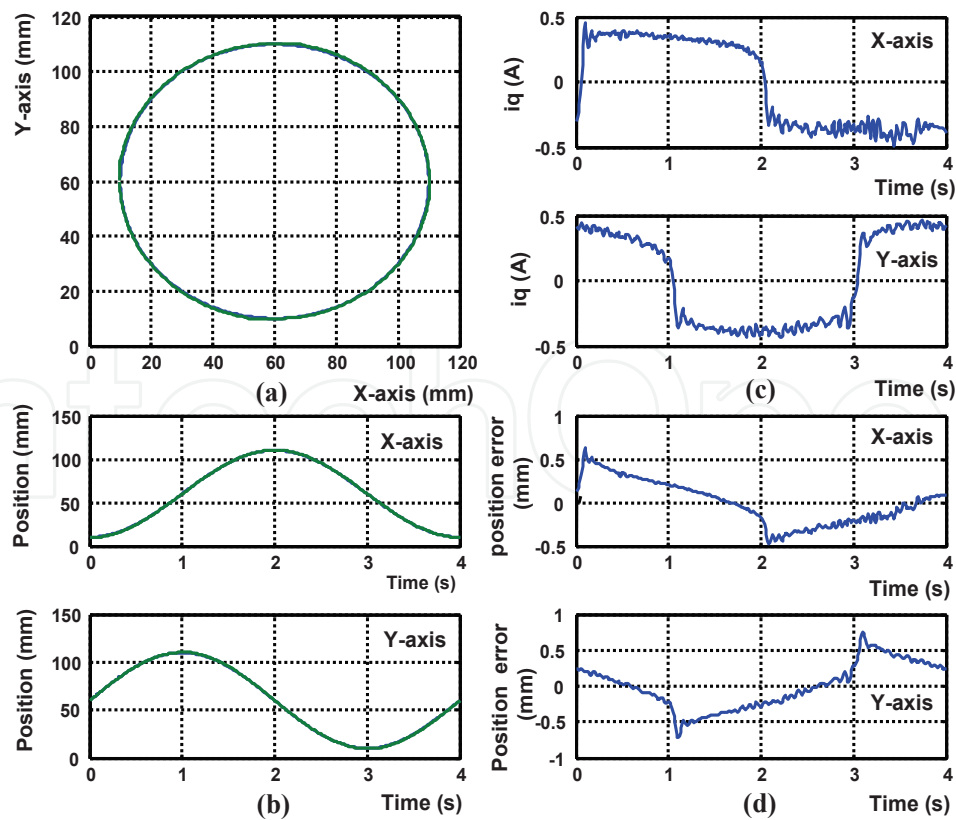 Y-axis (mm)
120
100
80
60
40
20
0
0 20 40 60 80 100 120
(a) X-axis (mm)
iq (A)
0.5
0
-0.5
X-axis
0 1 2 3 4
Time (s)
iq (A)
0.5
0
-0.5
Y-axis
0 1 2 3 4
(c) Time (s)
Position (mm)
150
100
50
0
X-axis
0 1 2 3 4
Time (s)
Position (mm)
150
100
50
0
Y-axis
0 1 2 3 4
(b) Time (s)
position error
(mm)
1
0.5
0
-0.5
X-axis
0 1 2 3 4
Time (s)
Position error
(mm)
1
0.5
0
-0.5
-1
Y-axis
0 1 2 3 4
(d) Time (s)